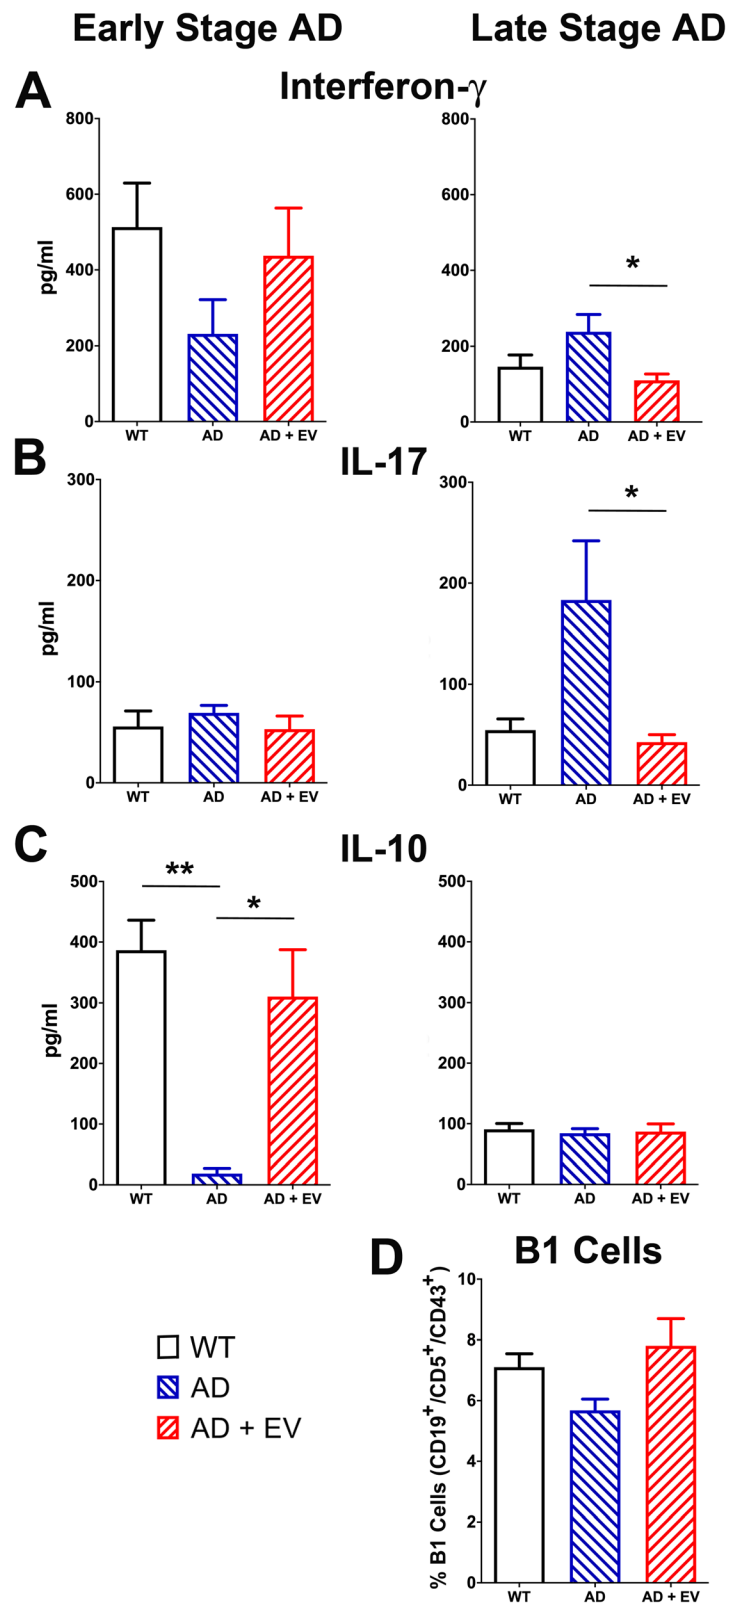 Early Stage AD Late Stage AD
A Interferon-γ
800 800
600 600
pg/ml
400 400
*
200 200
0 0
WT AD AD + EV WT AD AD + EV
B IL-17
300 300
*
200 200
pg/ml
100 100
0 0
WT AD AD + EV WT AD AD + EV
C IL-10
500 ** 500
*
400 400
300 300
pg/ml
200 200
100 100
0 0
WT AD AD + EV WT AD AD + EV
D B1 Cells
% B1 Cells (CD19+/CD5+/CD43+)
10
8
6
4
2
0
WT AD AD + EV
WT
AD
AD + EV